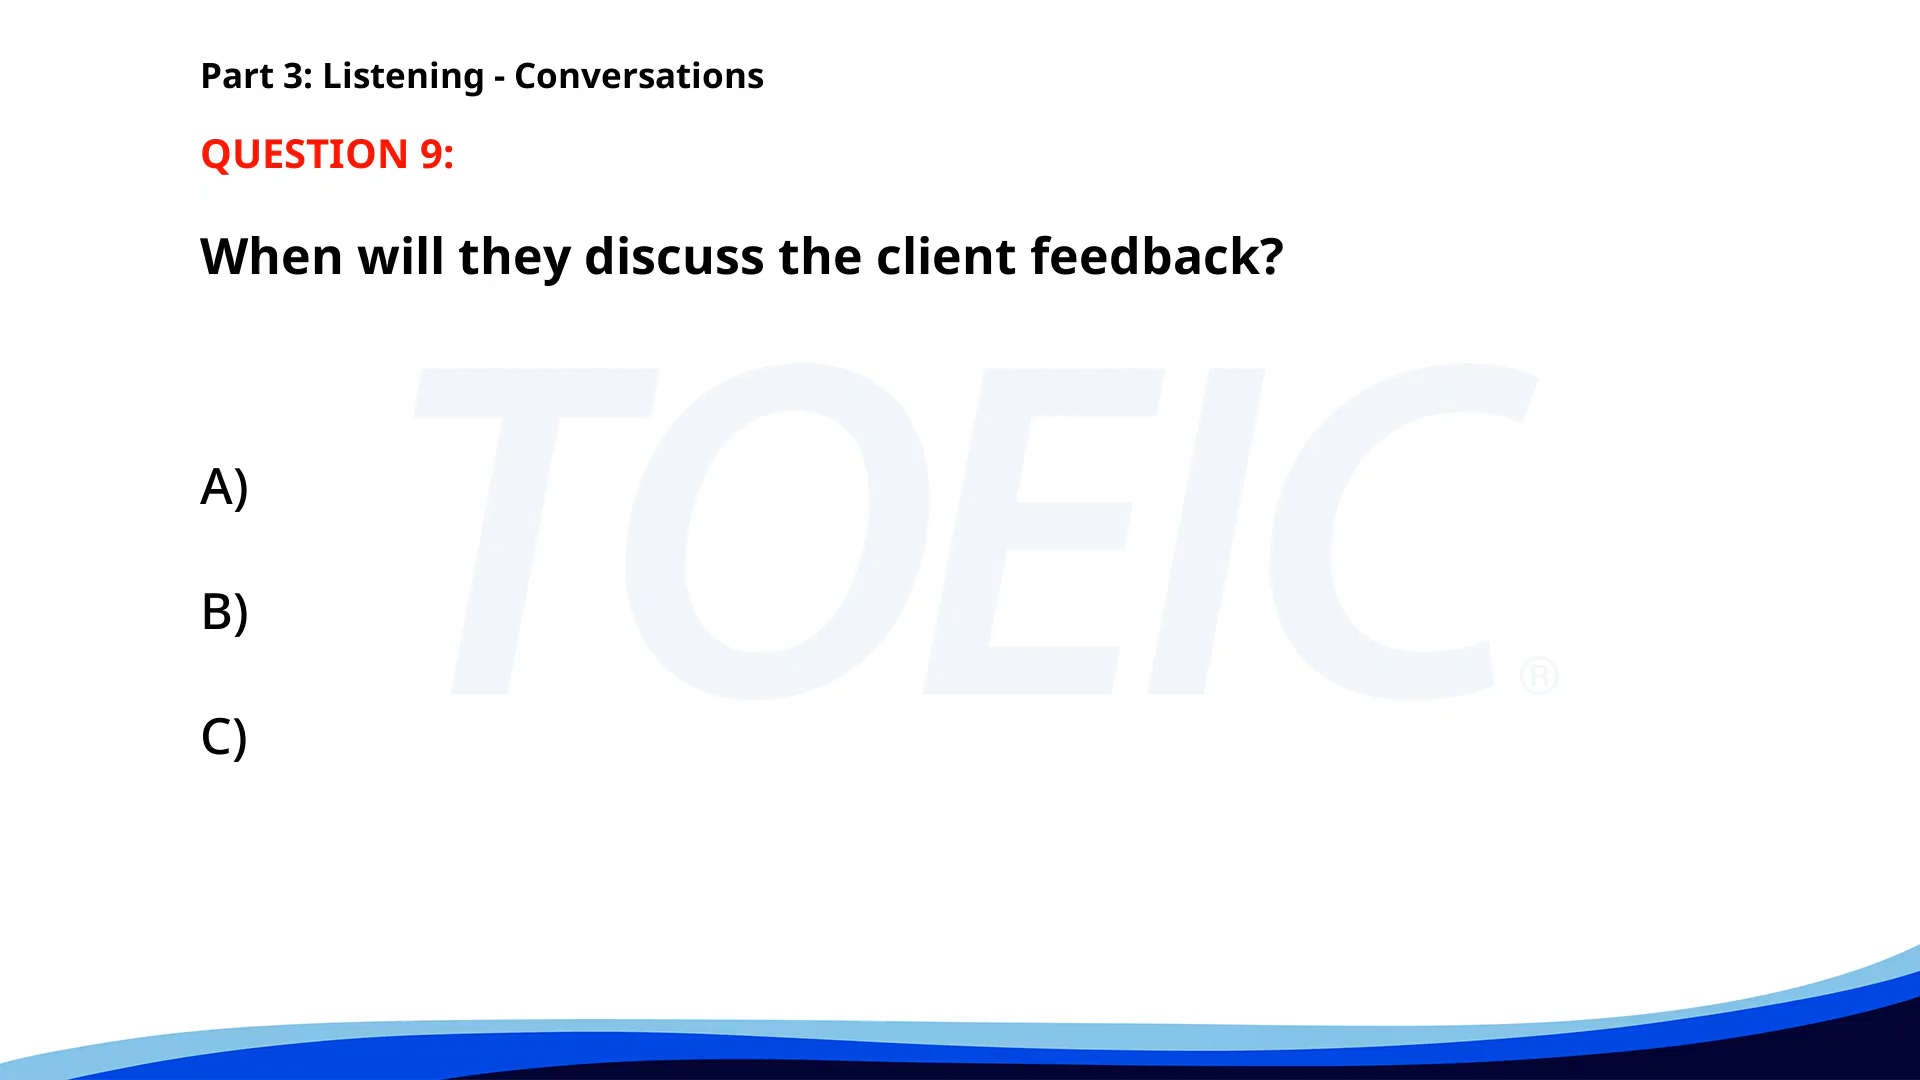 Part 3: Listening - Conversations
QUESTION 9:
When will they discuss the client feedback?
TOEIC®
A)
B)
C)